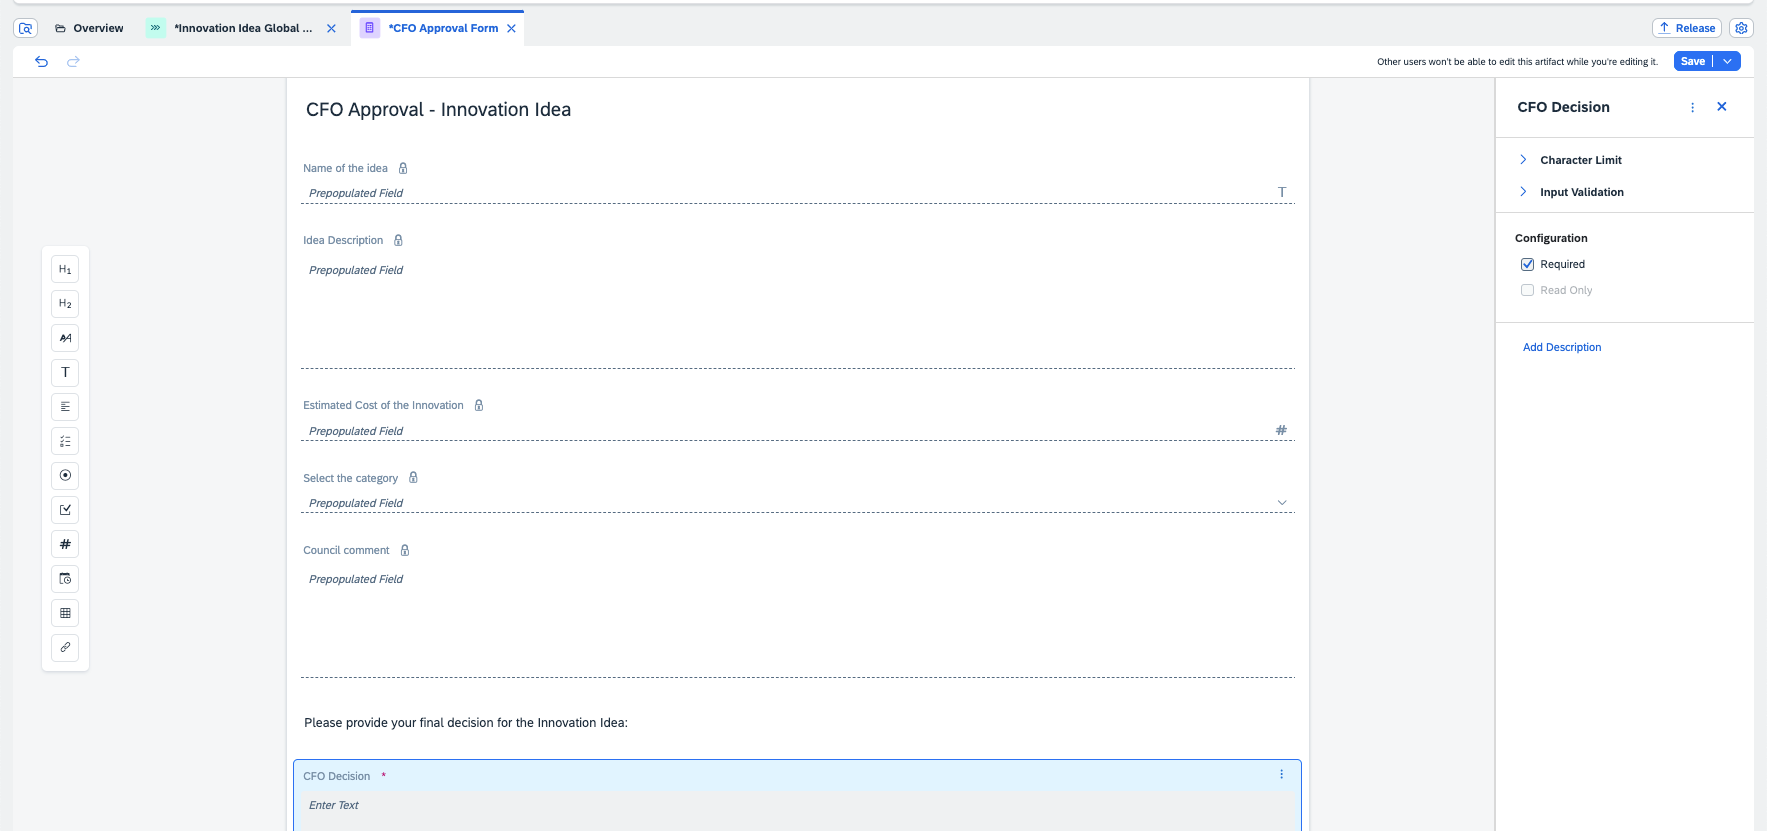 Overview
*Innovation Idea Global ...
*CFO Approval Form
Release
Other users won't be able to edit this artifact while you're editing it.
Save
CFO Approval - Innovation Idea
Name of the idea
Prepopulated Field
T
Idea Description
Prepopulated Field
Estimated Cost of the Innovation
Prepopulated Field
#
Select the category
Prepopulated Field
Council comment
Prepopulated Field
Please provide your final decision for the Innovation Idea:
CFO Decision *
Enter Text
H1
H2
T
#
CFO Decision
Character Limit
Input Validation
Configuration
Required
Read Only
Add Description